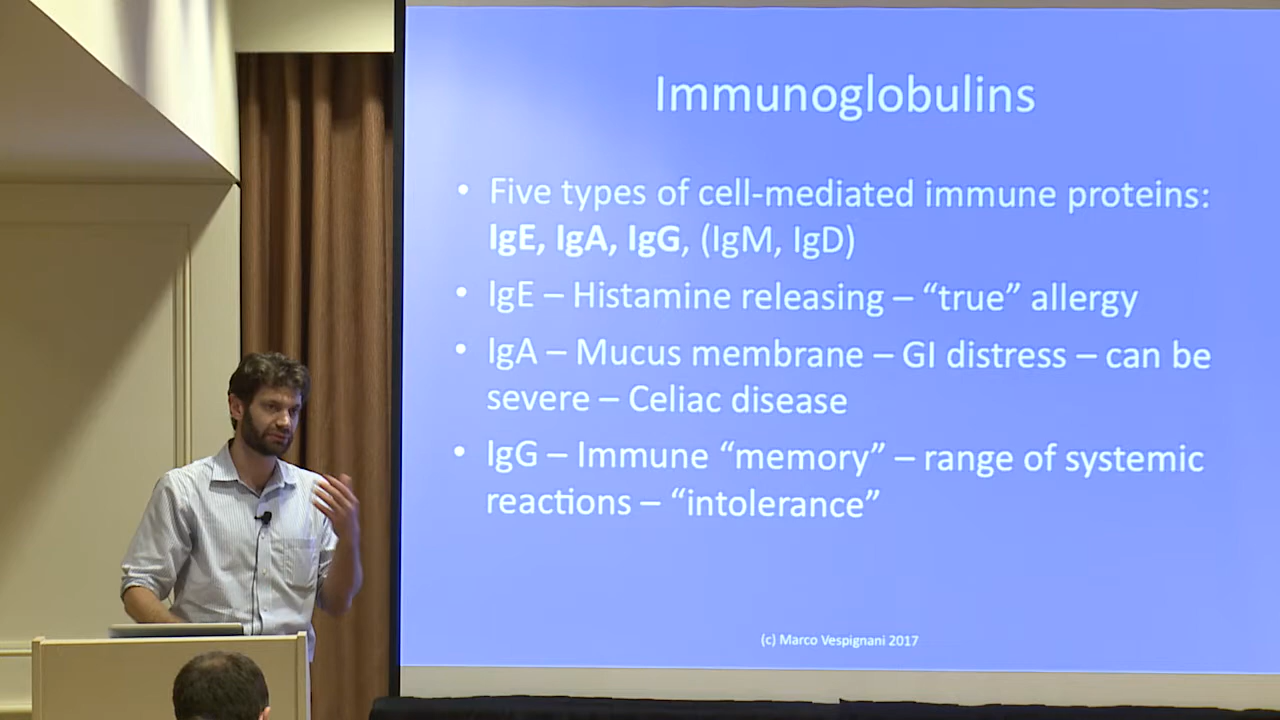 Immunoglobulins
• Five types of cell-mediated immune proteins:
IgE, IgA, IgG, (IgM, IgD)
• IgE – Histamine releasing – “true” allergy
• IgA – Mucus membrane – GI distress – can be
severe – Celiac disease
• IgG – Immune “memory” – range of systemic
reactions – “intolerance”
(c) Marco Vespignani 2017